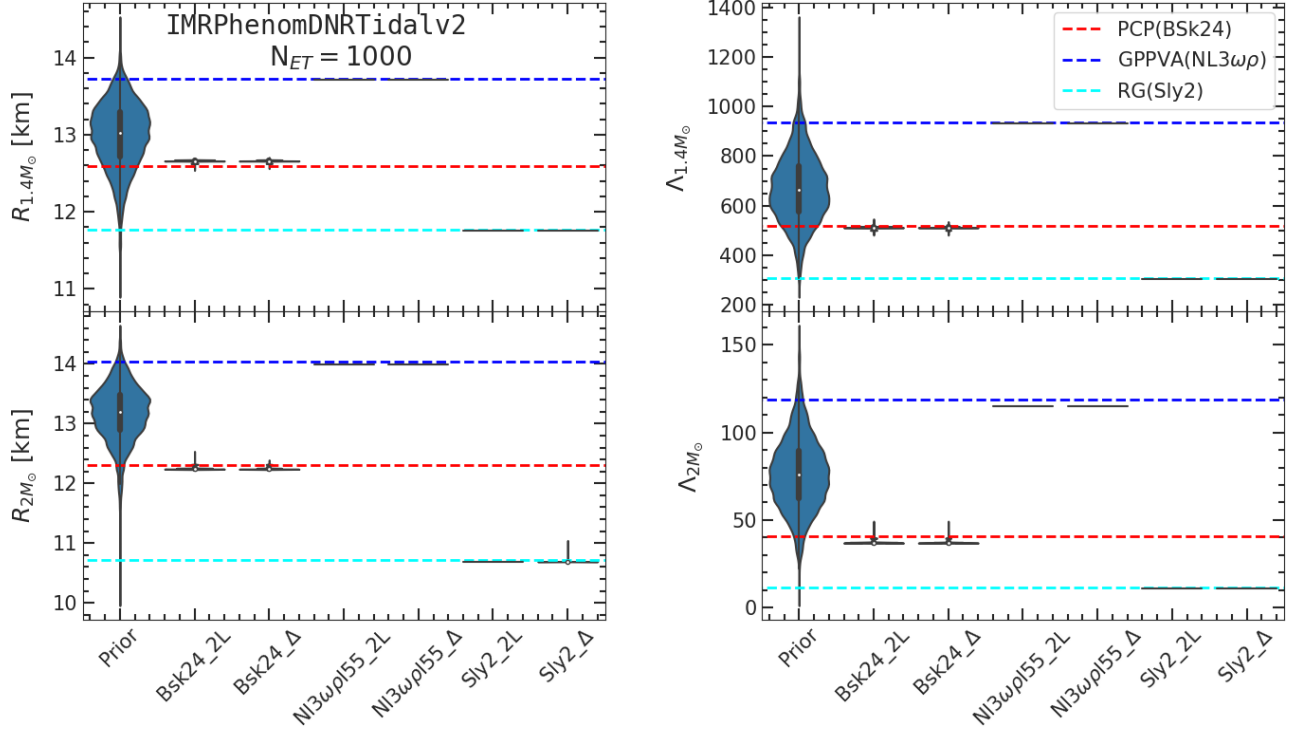 IMRPhenomDNRTidalv2
N_ET = 1000
R_1.4M⊙ [km]
14
13
12
11
R_2M⊙ [km]
14
13
12
11
10
Prior
Bsk24_2L
Bsk24_Δ
Nl3ωρl55_2L
Nl3ωρl55_Δ
Sly2_2L
Sly2_Δ
PCP(BSk24)
GPPVA(NL3ωρ)
RG(Sly2)
Λ_1.4M⊙
1400
1200
1000
800
600
400
200
Λ_2M⊙
150
100
50
0
Prior
Bsk24_2L
Bsk24_Δ
Nl3ωρl55_2L
Nl3ωρl55_Δ
Sly2_2L
Sly2_Δ